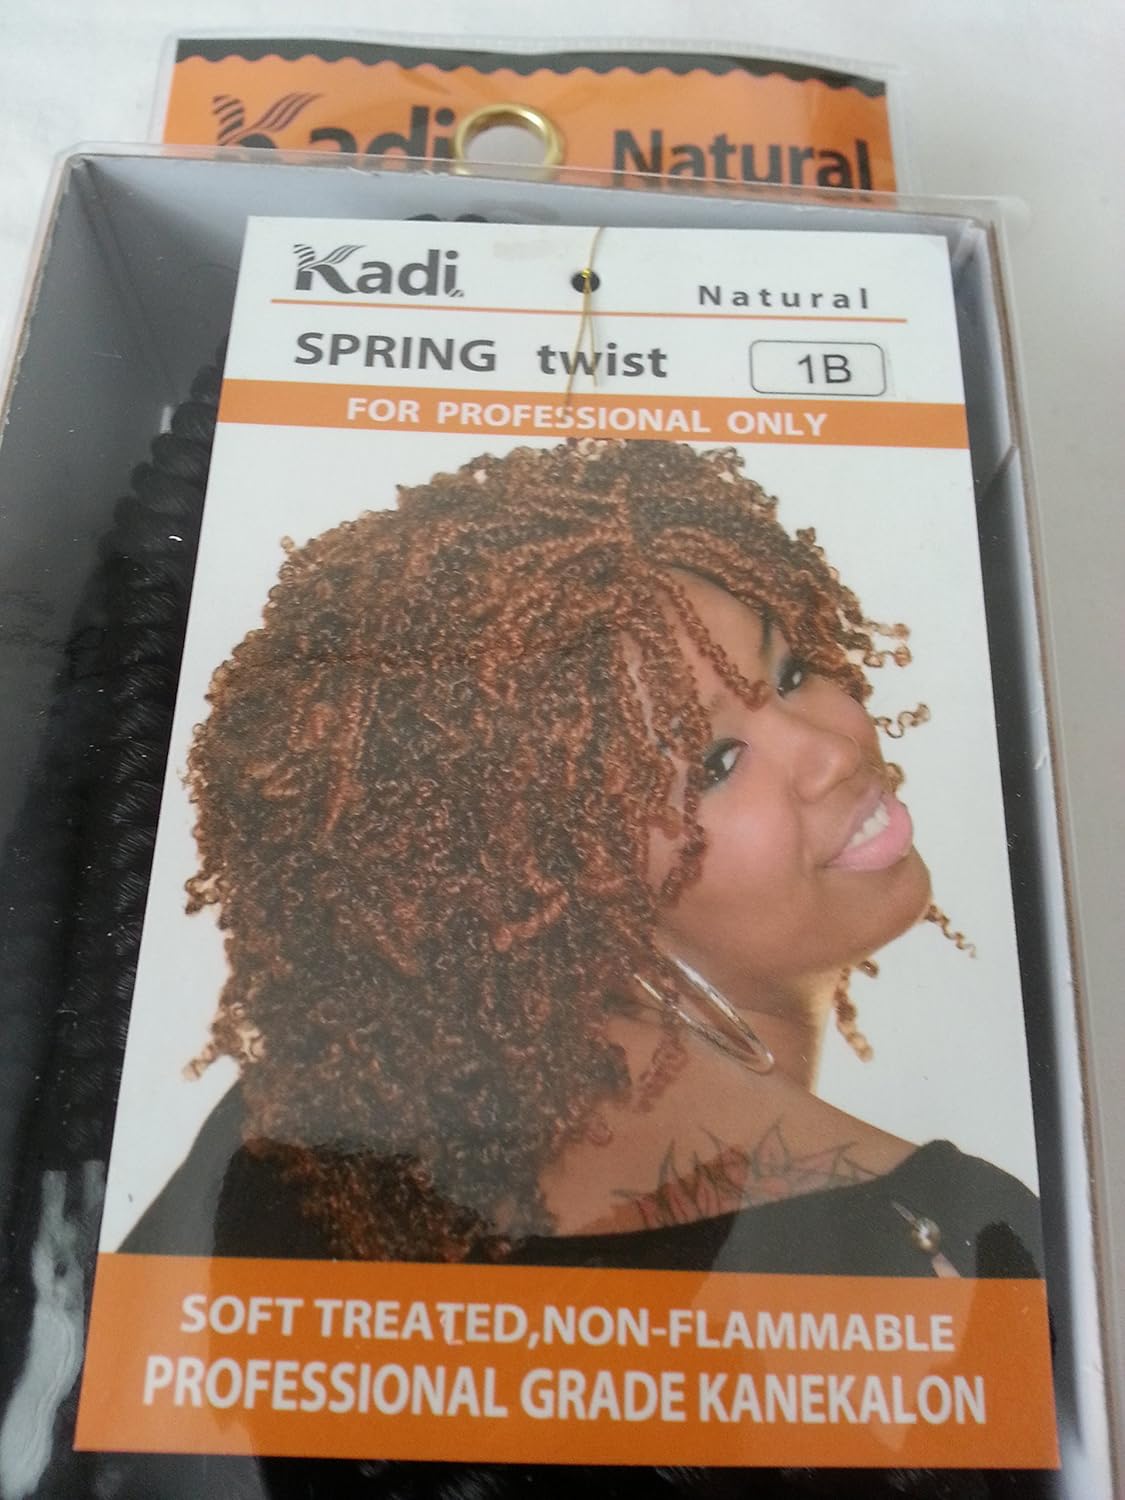 Kadi Natural
Kadi
Natural
SPRING twist 1B
FOR PROFESSIONAL ONLY
SOFT TREATED,NON-FLAMMABLE
PROFESSIONAL GRADE KANEKALON